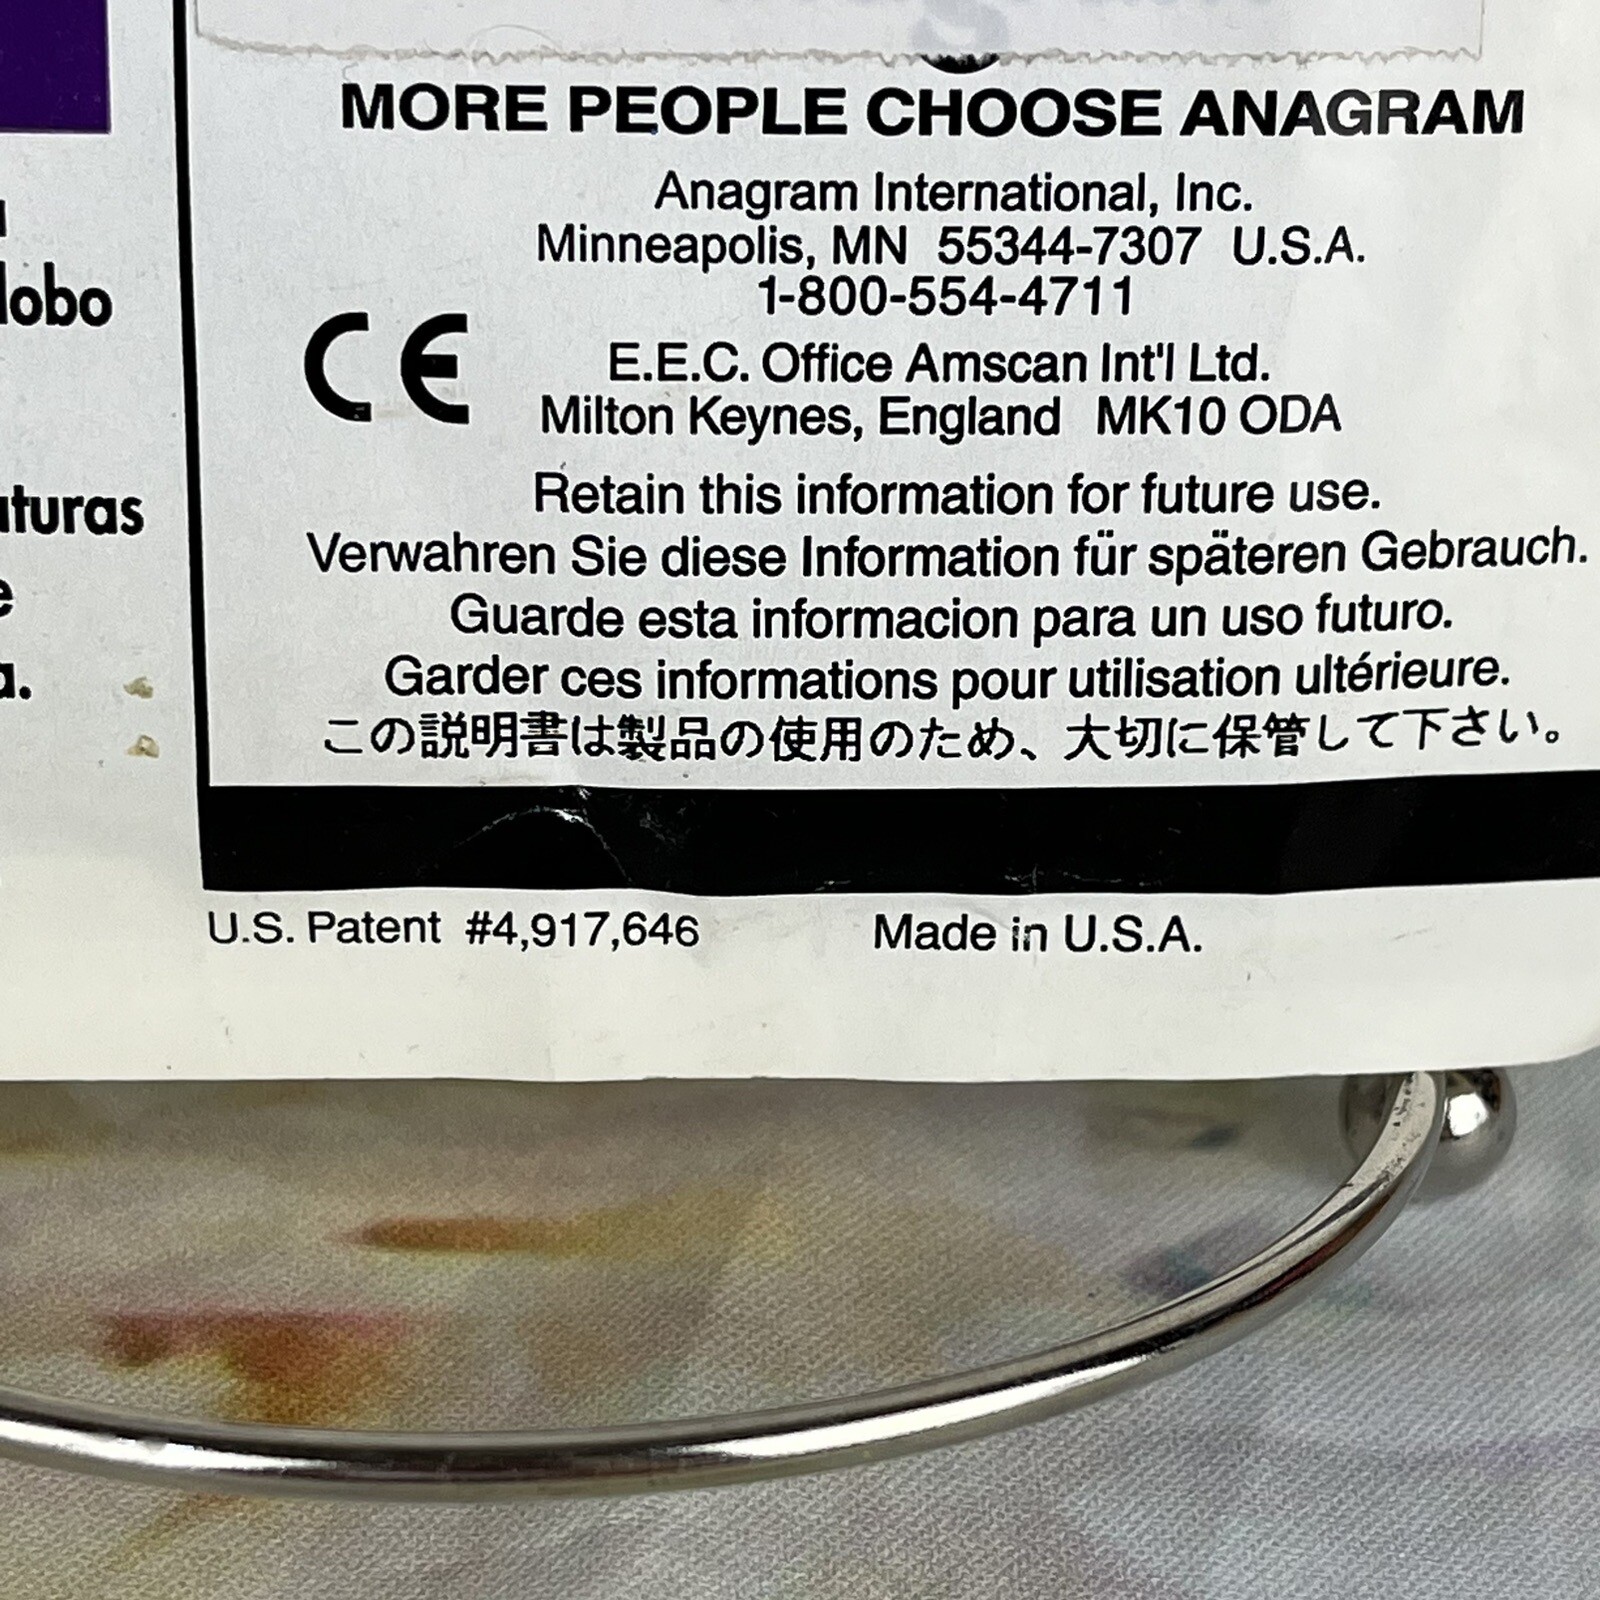 lobo
aturas
e
a.
MORE PEOPLE CHOOSE ANAGRAM
Anagram International, Inc.
Minneapolis, MN 55344-7307 U.S.A.
1-800-554-4711
CE
E.E.C. Office Amscan Int'l Ltd.
Milton Keynes, England MK10 ODA
Retain this information for future use.
Verwahren Sie diese Information für späteren Gebrauch.
Guarde esta informacion para un uso futuro.
Garder ces informations pour utilisation ultérieure.
この説明書は製品の使用のため、大切に保管して下さい。
U.S. Patent #4,917,646 Made in U.S.A.